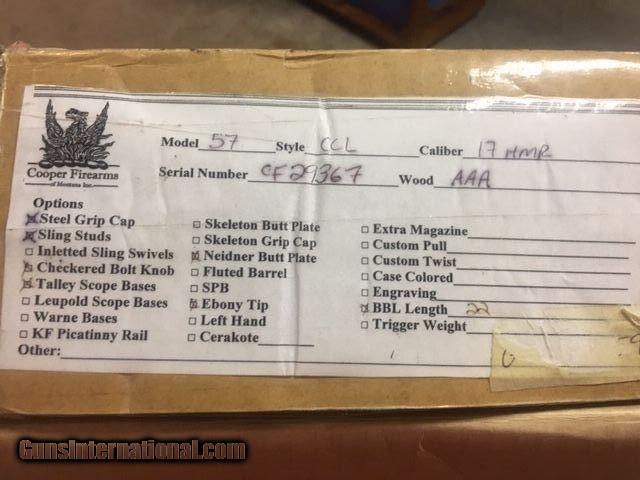 Cooper Firearms
of Montana Inc.
Model 57 Style CCL Caliber 17 HMR
Serial Number CF29367 Wood AAA
Options
Steel Grip Cap
Sling Studs
Inletted Sling Swivels
Checkered Bolt Knob
Talley Scope Bases
Leupold Scope Bases
Warne Bases
KF Picatinny Rail
Other:
Skeleton Butt Plate
Skeleton Grip Cap
Neidner Butt Plate
Fluted Barrel
SPB
Ebony Tip
Left Hand
Cerakote
Extra Magazine
Custom Pull
Custom Twist
Case Colored
Engraving
BBL Length 22
Trigger Weight
GunsInternational.com